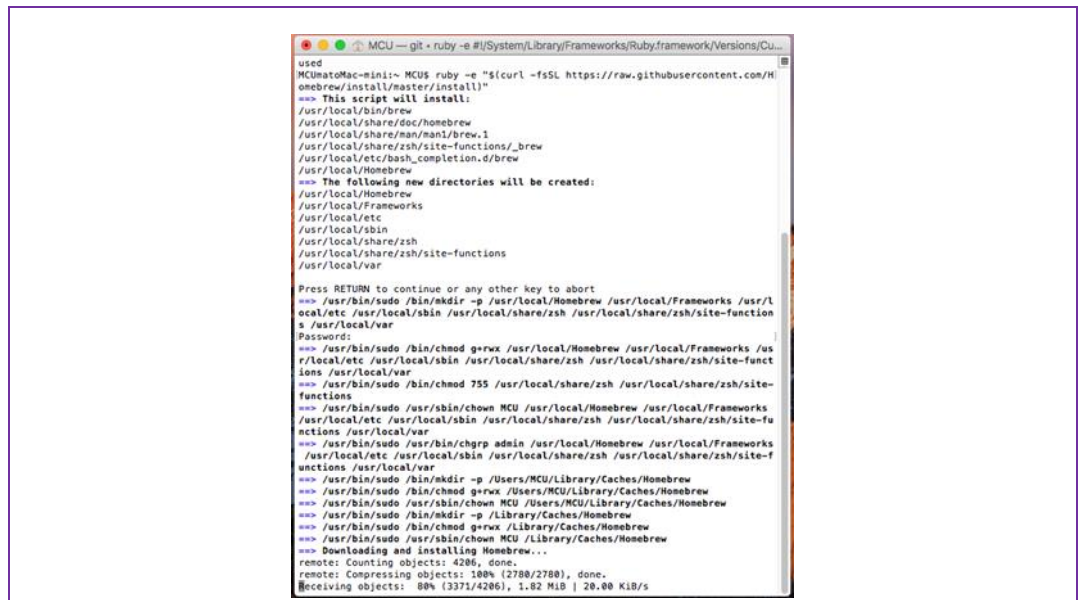 MCU — git • ruby -e #!/System/Library/Frameworks/Ruby.framework/Versions/Cu...
used
MCUmatoMac-mini:~ MCU$ ruby -e "$(curl -fsSL https://raw.githubusercontent.com/H
omebrew/install/master/install)"
==> This script will install:
/usr/local/bin/brew
/usr/local/share/doc/homebrew
/usr/local/share/man/man1/brew.1
/usr/local/share/zsh/site-functions/_brew
/usr/local/etc/bash_completion.d/brew
/usr/local/Homebrew
==> The following new directories will be created:
/usr/local/Homebrew
/usr/local/Frameworks
/usr/local/etc
/usr/local/sbin
/usr/local/share/zsh
/usr/local/share/zsh/site-functions
/usr/local/var
Press RETURN to continue or any other key to abort
==> /usr/bin/sudo /bin/mkdir -p /usr/local/Homebrew /usr/local/Frameworks /usr/l
ocal/etc /usr/local/sbin /usr/local/share/zsh /usr/local/share/zsh/site-function
s /usr/local/var
Password:
==> /usr/bin/sudo /bin/chmod g+rwx /usr/local/Homebrew /usr/local/Frameworks /us
r/local/etc /usr/local/sbin /usr/local/share/zsh /usr/local/share/zsh/site-funct
ions /usr/local/var
==> /usr/bin/sudo /bin/chmod 755 /usr/local/share/zsh /usr/local/share/zsh/site-
functions
==> /usr/bin/sudo /usr/sbin/chown MCU /usr/local/Homebrew /usr/local/Frameworks
/usr/local/etc /usr/local/sbin /usr/local/share/zsh /usr/local/share/zsh/site-fu
nctions /usr/local/var
==> /usr/bin/sudo /usr/bin/chgrp admin /usr/local/Homebrew /usr/local/Frameworks
/usr/local/etc /usr/local/sbin /usr/local/share/zsh /usr/local/share/zsh/site-f
unctions /usr/local/var
==> /usr/bin/sudo /bin/mkdir -p /Users/MCU/Library/Caches/Homebrew
==> /usr/bin/sudo /bin/chmod g+rwx /Users/MCU/Library/Caches/Homebrew
==> /usr/bin/sudo /usr/sbin/chown MCU /Users/MCU/Library/Caches/Homebrew
==> /usr/bin/sudo /bin/mkdir -p /Library/Caches/Homebrew
==> /usr/bin/sudo /bin/chmod g+rwx /Library/Caches/Homebrew
==> /usr/bin/sudo /usr/sbin/chown MCU /Library/Caches/Homebrew
==> Downloading and installing Homebrew...
remote: Counting objects: 4206, done.
remote: Compressing objects: 100% (2780/2780), done.
Receiving objects:  80% (3371/4206), 1.82 MiB | 20.00 KiB/s